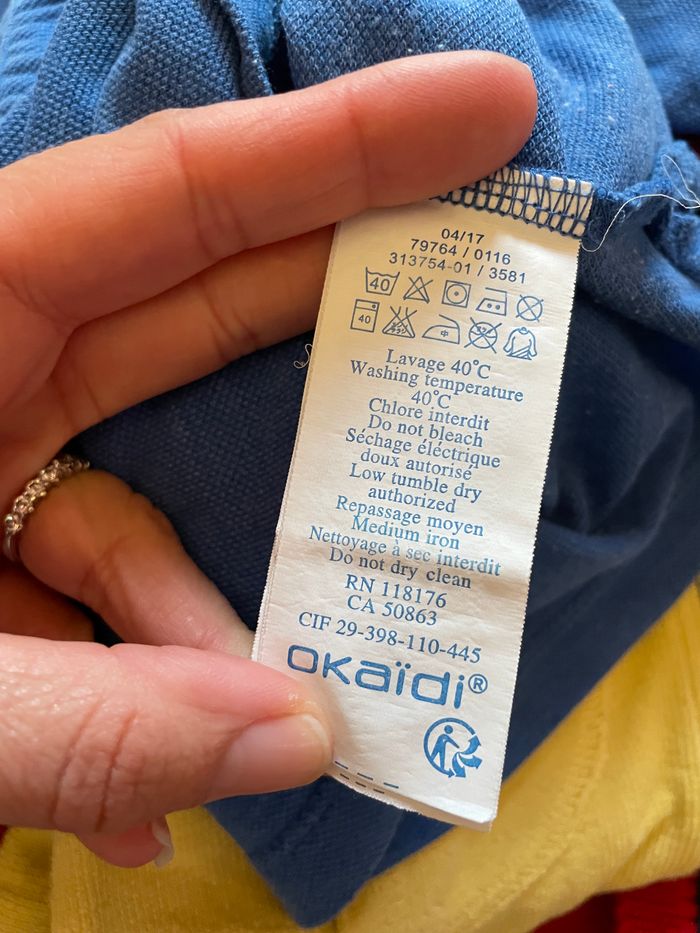 04/17
79764 / 0116
313754-01 / 3581
40
40
Lavage 40°C
Washing temperature
40°C
Chlore interdit
Do not bleach
Séchage éléctrique
doux autorisé
Low tumble dry
authorized
Repassage moyen
Medium iron
Nettoyage à sec interdit
Do not dry clean
RN 118176
CA 50863
CIF 29-398-110-445
OKaïdi®